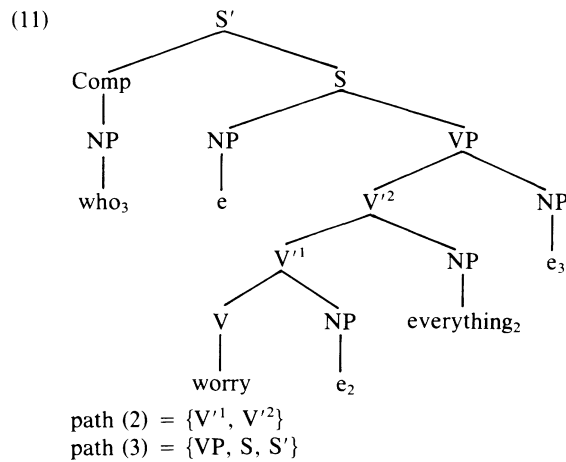 (11) S′
Comp S
NP NP VP
who₃ e V′² NP
V′¹ NP e₃
V NP everything₂
worry e₂
path (2) = {V′¹, V′²}
path (3) = {VP, S, S′}